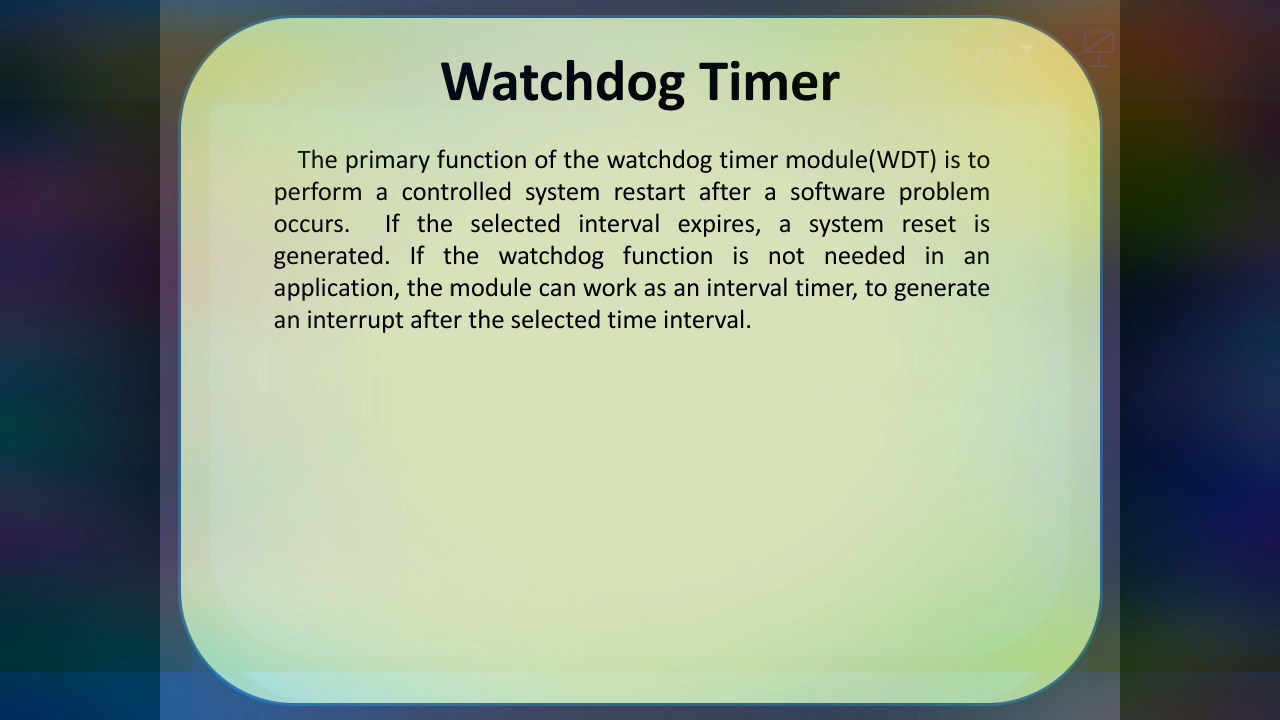 Watchdog Timer
The primary function of the watchdog timer module(WDT) is to
perform a controlled system restart after a software problem
occurs.  If the selected interval expires, a system reset is
generated. If the watchdog function is not needed in an
application, the module can work as an interval timer, to generate
an interrupt after the selected time interval.